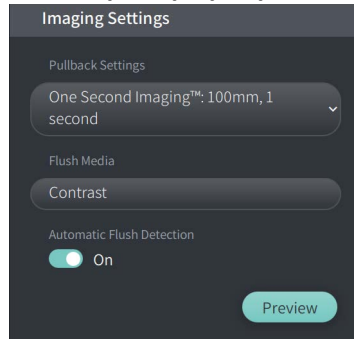 Imaging Settings
Pullback Settings
One Second Imaging™: 100mm, 1
second
Flush Media
Contrast
Automatic Flush Detection
On
Preview